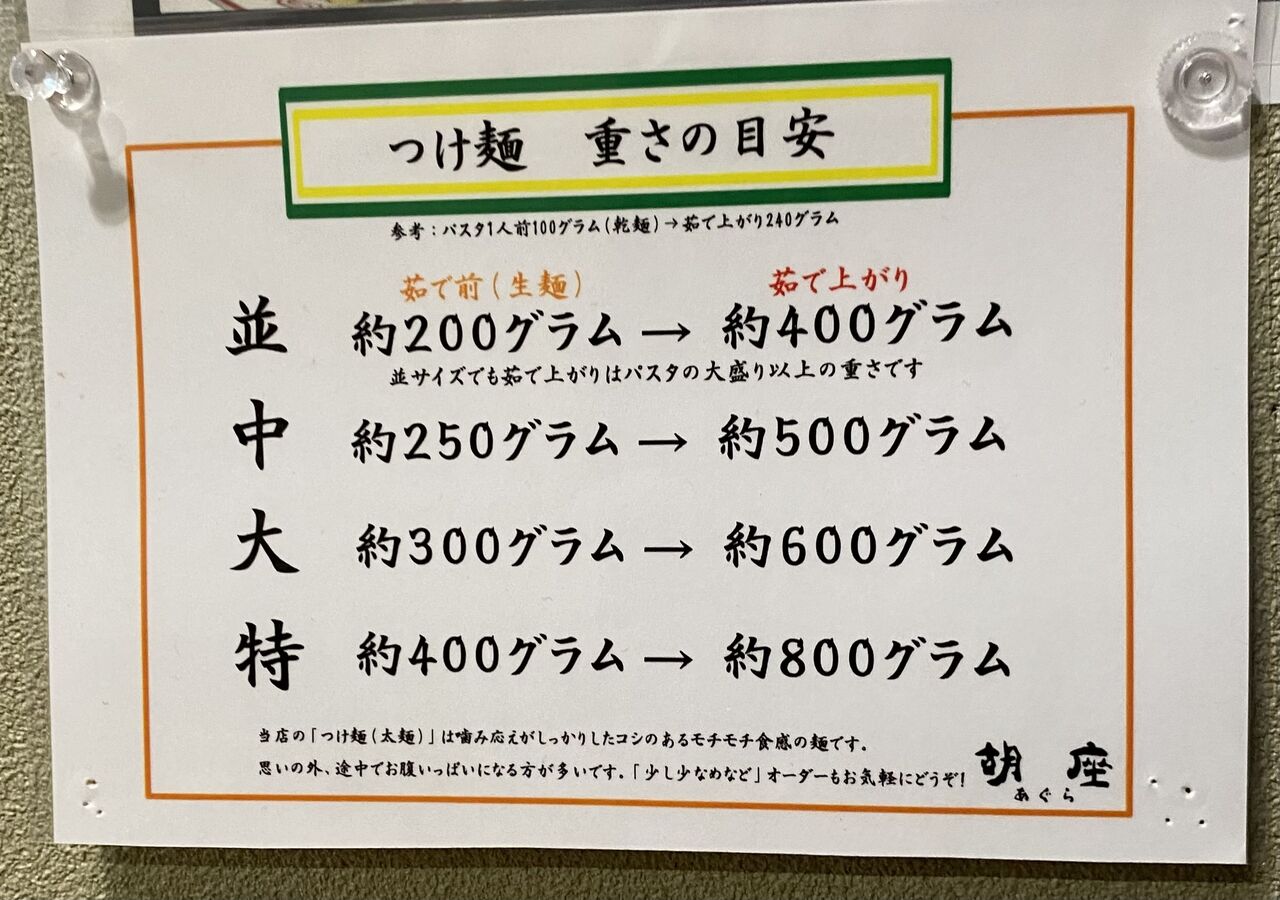 つけ麺　重さの目安
参考：パスタ1人前100グラム(乾麺)→茹で上がり240グラム
茹で前(生麺)　茹で上がり
並　約200グラム→約400グラム
並サイズでも茹で上がりはパスタの大盛り以上の重さです
中　約250グラム→約500グラム
大　約300グラム→約600グラム
特　約400グラム→約800グラム
当店の「つけ麺(太麺)」は噛み応えがしっかりしたコシのあるモチモチ食感の麺です。
思いの外、途中でお腹いっぱいになる方が多いです。「少し少なめなど」オーダーもお気軽にどうぞ!
胡座
あぐら